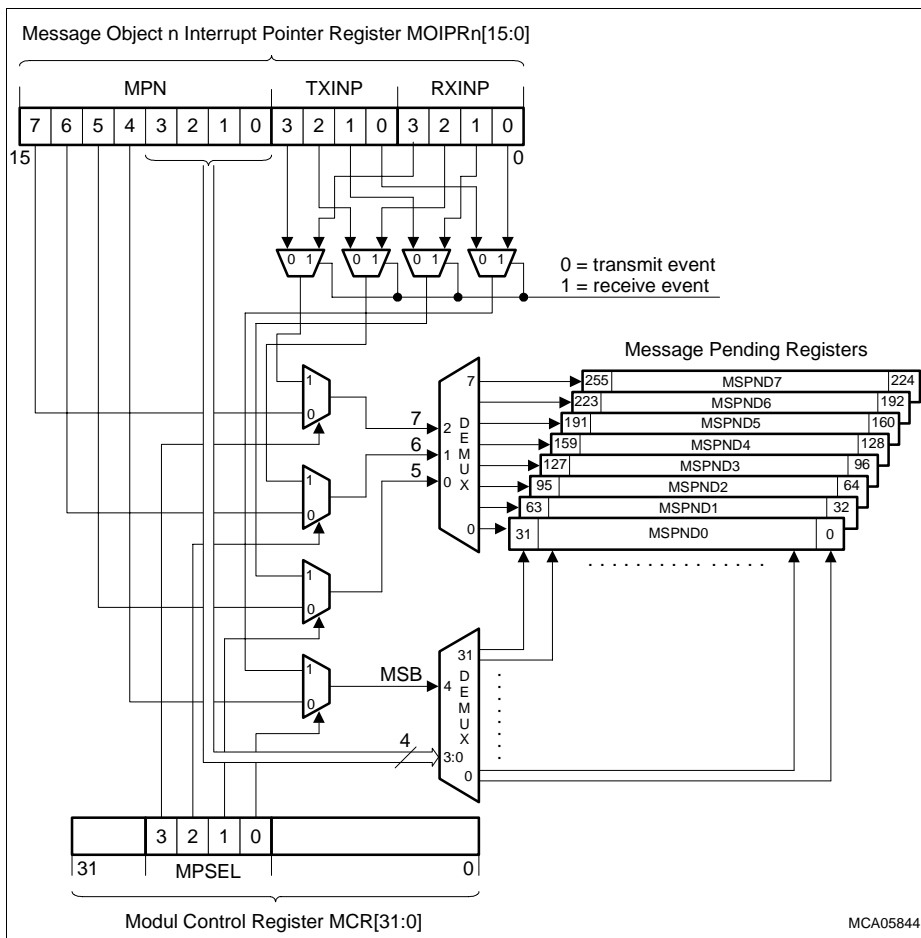 Message Object n Interrupt Pointer Register MOIPRn[15:0]
MPN TXINP RXINP
7 6 5 4 3 2 1 0 3 2 1 0 3 2 1 0
15 0
0 1 0 1 0 1 0 1
0 = transmit event
1 = receive event
Message Pending Registers
255 MSPND7 224
223 MSPND6 192
191 MSPND5 160
159 MSPND4 128
127 MSPND3 96
95 MSPND2 64
63 MSPND1 32
31 MSPND0 0
1
0
7
6
5
7
2
1
0
0
DEMUX
1
0
1
0
1
0
MSB
4
31
4
3:0
0
DEMUX
3 2 1 0
31 MPSEL 0
Modul Control Register MCR[31:0]
MCA05844